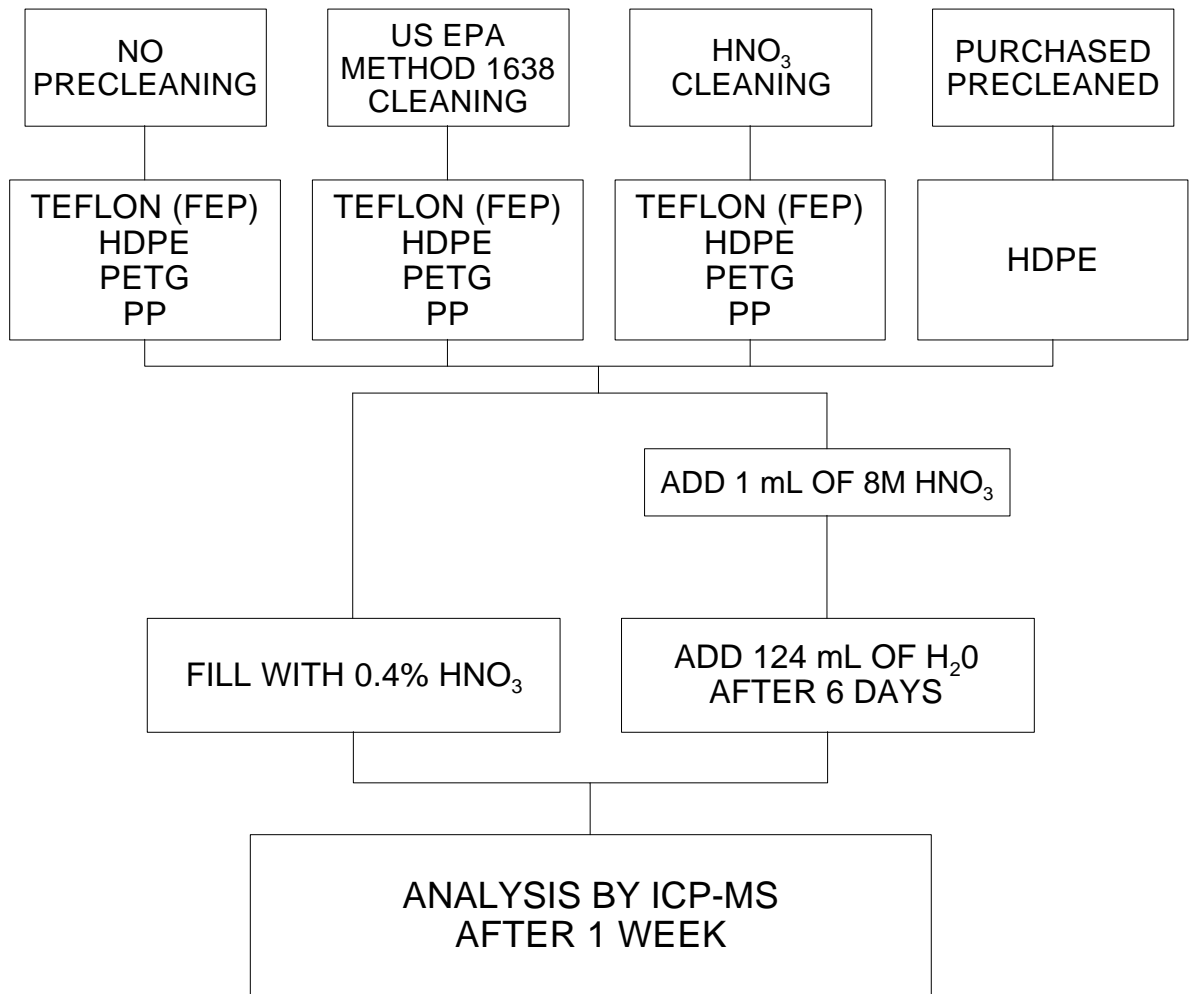 NO
PRECLEANING
US EPA
METHOD 1638
CLEANING
HNO₃
CLEANING
PURCHASED
PRECLEANED
TEFLON (FEP)
HDPE
PETG
PP
TEFLON (FEP)
HDPE
PETG
PP
TEFLON (FEP)
HDPE
PETG
PP
HDPE
ADD 1 mL OF 8M HNO₃
FILL WITH 0.4% HNO₃
ADD 124 mL OF H₂0
AFTER 6 DAYS
ANALYSIS BY ICP-MS
AFTER 1 WEEK